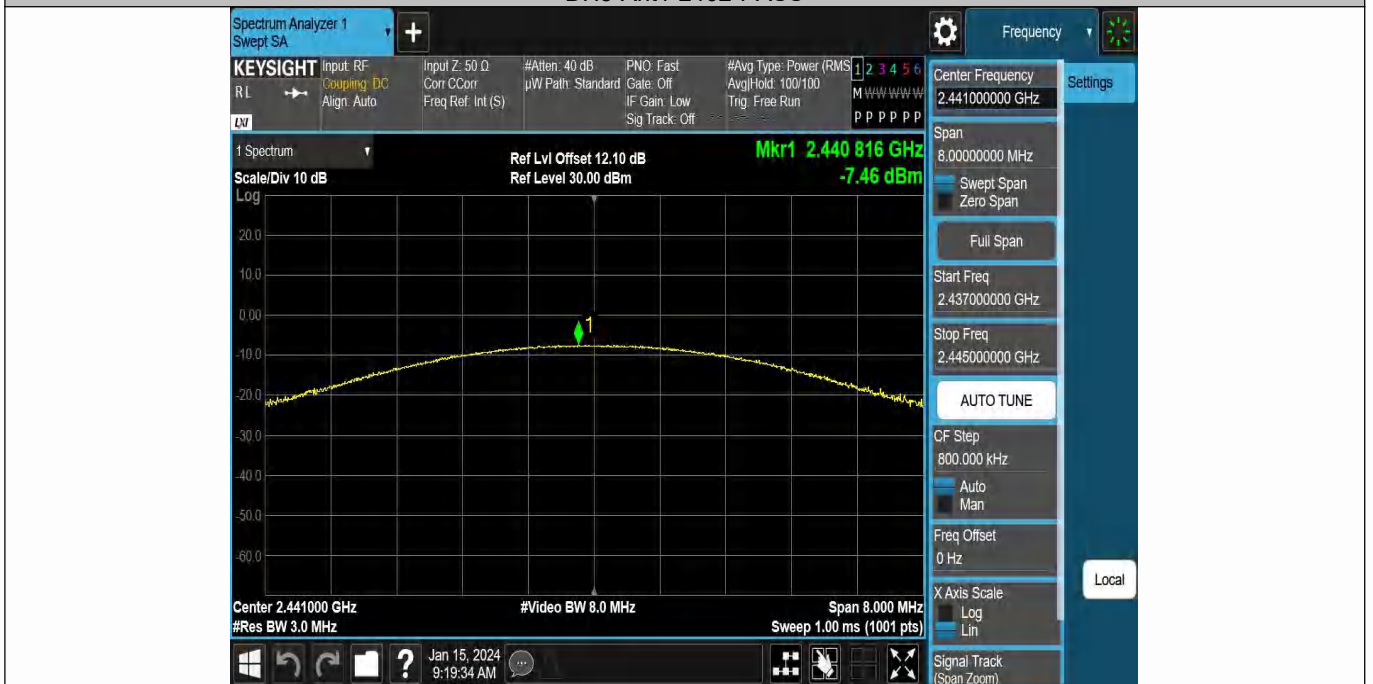 Spectrum Analyzer 1
Swept SA
+
Frequency
KEYSIGHT
RL
LXI
Input: RF
Coupling: DC
Align: Auto
Input Z: 50 Ω
Corr CCorr
Freq Ref: Int (S)
#Atten: 40 dB
µW Path: Standard
PNO: Fast
Gate: Off
IF Gain: Low
Sig Track: Off
#Avg Type: Power (RMS
Avg|Hold: 100/100
Trig: Free Run
1 2 3 4 5 6
M W W W W W
P P P P P P
1 Spectrum
Scale/Div 10 dB
Log
Ref Lvl Offset 12.10 dB
Ref Level 30.00 dBm
Mkr1 2.440 816 GHz
-7.46 dBm
20.0
10.0
0.00
-10.0
-20.0
-30.0
-40.0
-50.0
-60.0
1
Center 2.441000 GHz
#Res BW 3.0 MHz
#Video BW 8.0 MHz
Span 8.000 MHz
Sweep 1.00 ms (1001 pts)
Center Frequency
2.441000000 GHz
Settings
Span
8.00000000 MHz
Swept Span
Zero Span
Full Span
Start Freq
2.437000000 GHz
Stop Freq
2.445000000 GHz
AUTO TUNE
CF Step
800.000 kHz
Auto
Man
Freq Offset
0 Hz
X Axis Scale
Log
Lin
Signal Track
(Span Zoom)
Local
?
Jan 15, 2024
9:19:34 AM